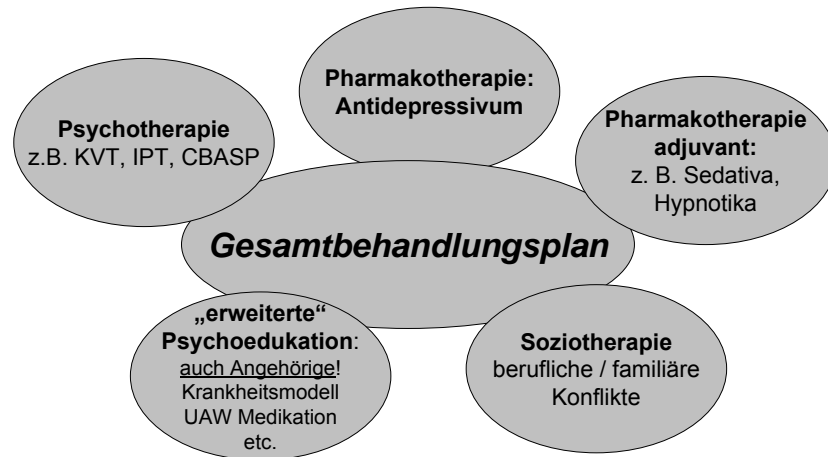 Pharmakotherapie:
Antidepressivum
Psychotherapie
z.B. KVT, IPT, CBASP
Pharmakotherapie
adjuvant:
z. B. Sedativa,
Hypnotika
Gesamtbehandlungsplan
„erweiterte“
Psychoedukation:
auch Angehörige!
Krankheitsmodell
UAW Medikation
etc.
Soziotherapie
berufliche / familiäre
Konflikte